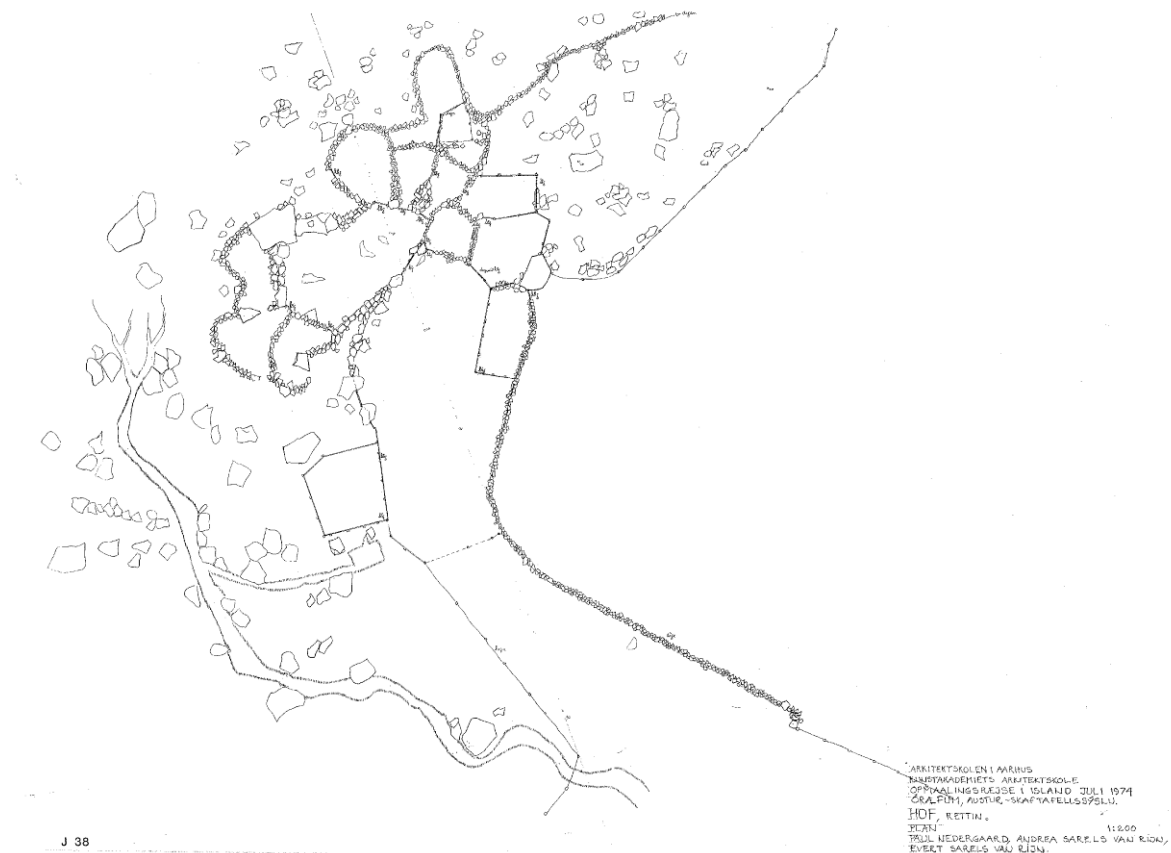 ARKITEKTSKOLEN I AARHUS
KUNSTAKADEMIETS ARKITEKTSKOLE
OPMAALINGSREJSE I ISLAND JULI 1974
ÖRÆFUM, AUSTUR-SKAFTAFELLSSÝSLU.
HOF, RETTIN.
PLAN 1:200
PAUL NEDERGAARD, ANDREA SARELS VAN RIJN,
EVERT SARELS VAN RIJN.
J 38